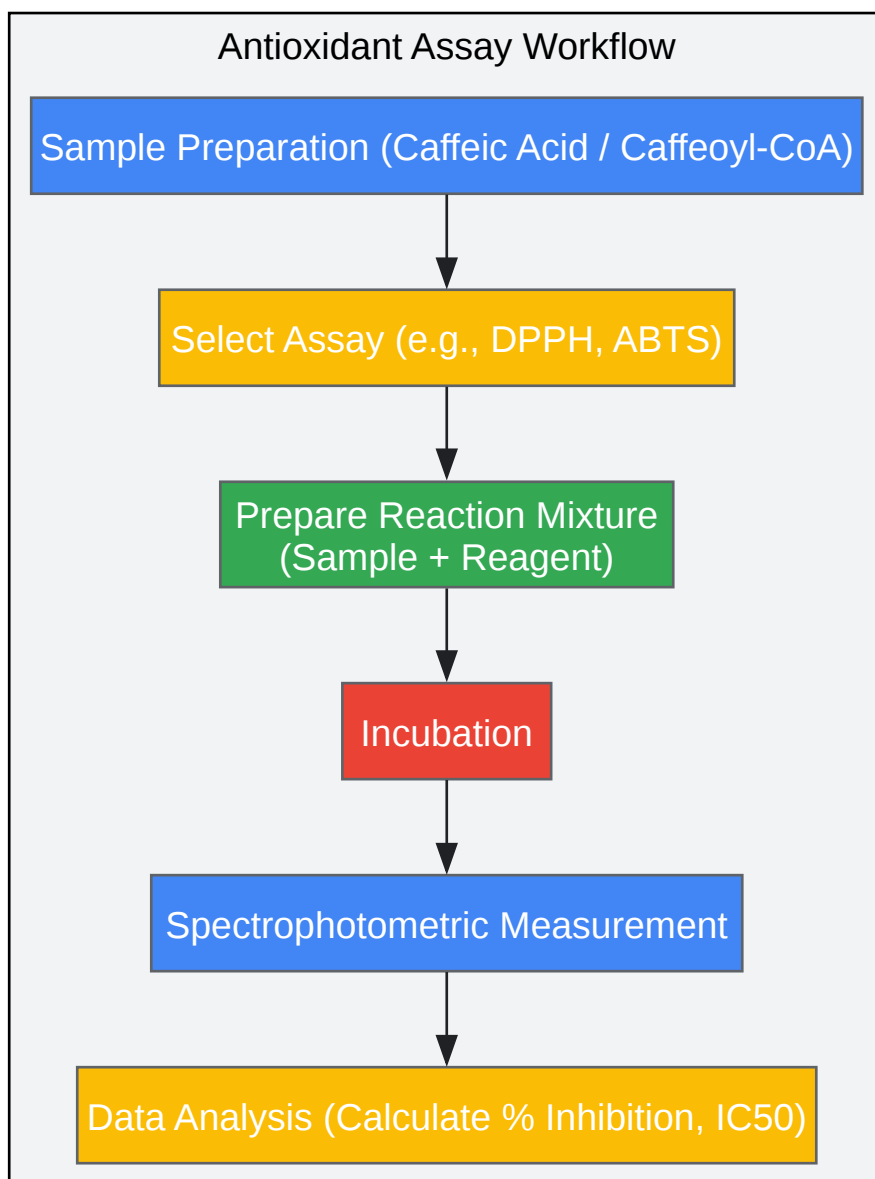 Antioxidant Assay Workflow
Sample Preparation (Caffeic Acid / Caffeoyl-CoA)
Select Assay (e.g., DPPH, ABTS)
Prepare Reaction Mixture
(Sample + Reagent)
Incubation
Spectrophotometric Measurement
Data Analysis (Calculate % Inhibition, IC50)